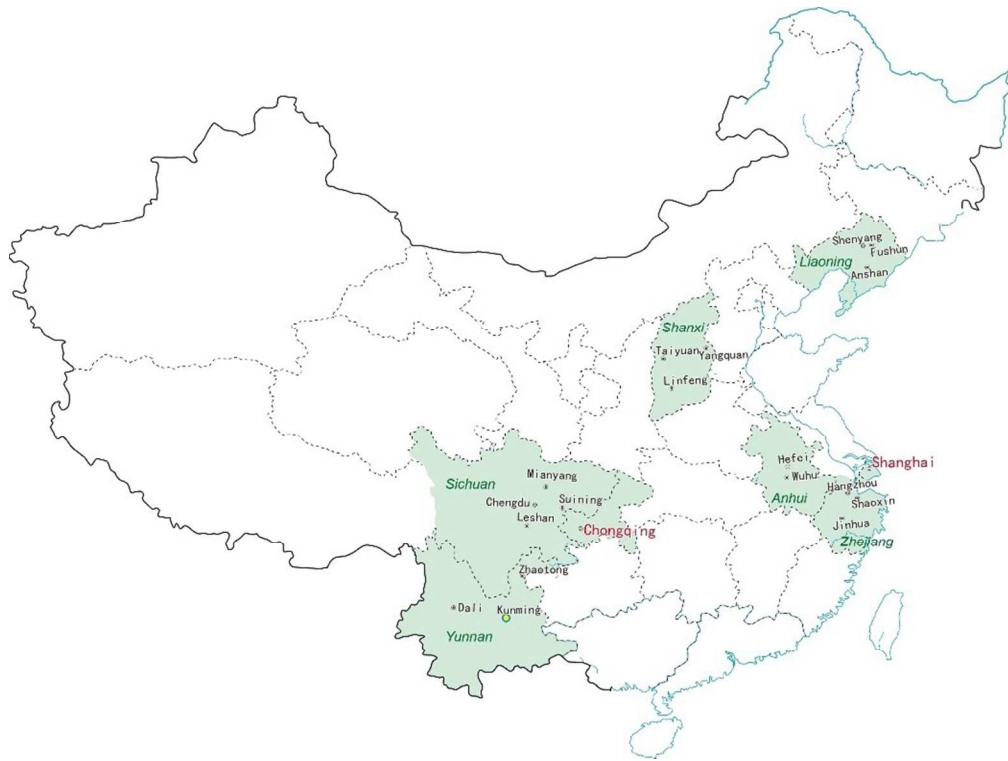 Shenyang
Fushun
Liaoning
Anshan
Shanxi
Taiyuan
Yangquan
Linfeng
Hefei
Shanghai
Mianyang
Wuhu
Sichuan
Hangzhou
Anhui
Chengdu
Suining
Shaoxin
Leshan
Jinhua
Chongqing
Zhejiang
Zhaotong
Dali
Kunming
Yunnan